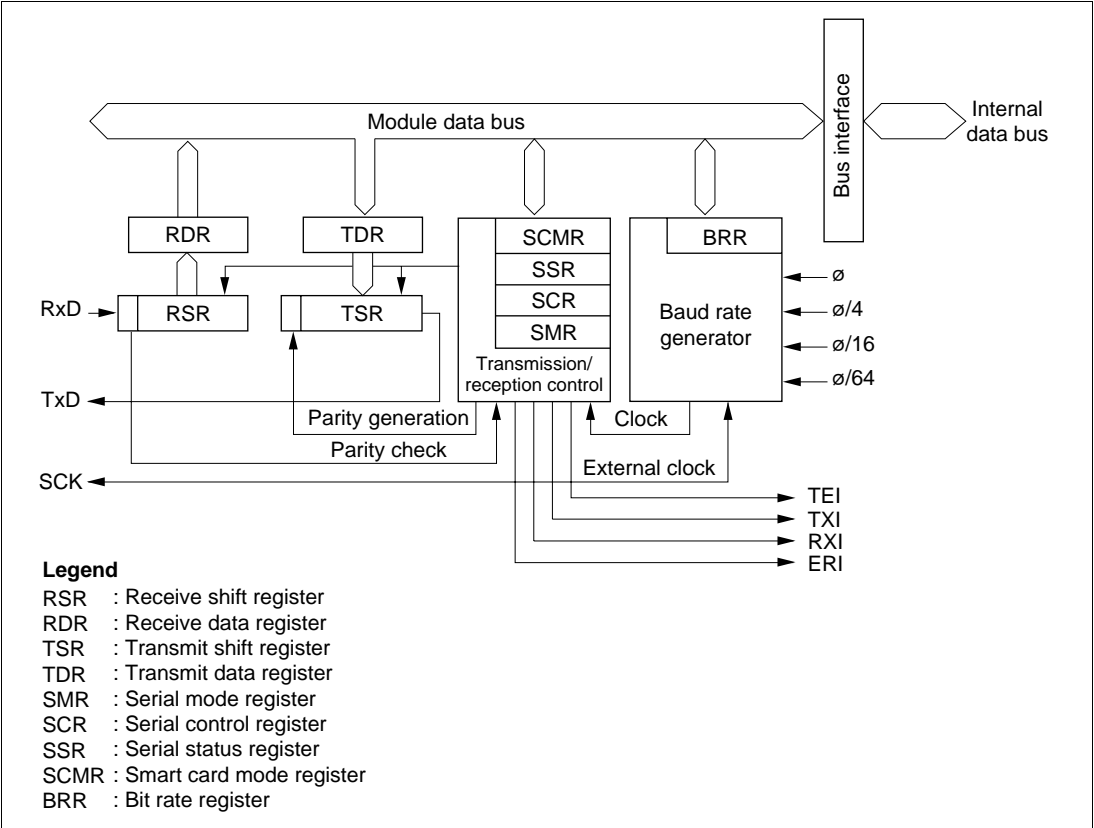 Bus interface
Internal
data bus
Module data bus
RDR
TDR
SCMR
BRR
SSR
SCR
SMR
Transmission/
reception control
RxD
RSR
TSR
Baud rate
generator
ø
ø/4
ø/16
ø/64
TxD
Parity generation
Clock
Parity check
External clock
SCK
TEI
TXI
RXI
ERI
Legend
RSR : Receive shift register
RDR : Receive data register
TSR : Transmit shift register
TDR : Transmit data register
SMR : Serial mode register
SCR : Serial control register
SSR : Serial status register
SCMR : Smart card mode register
BRR : Bit rate register